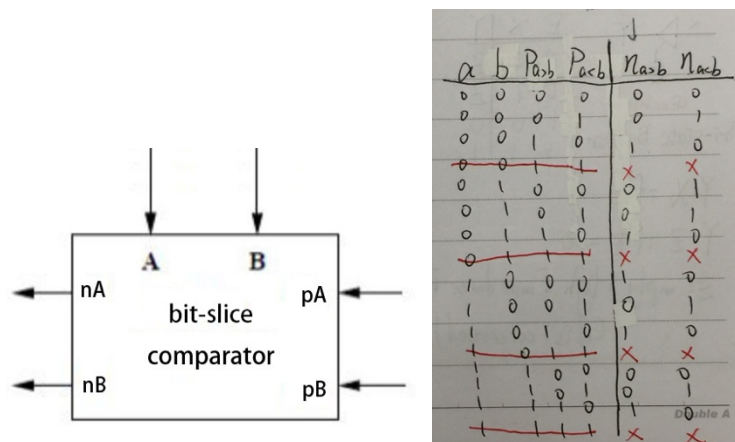 A B
nA pA
bit-slice
comparator
nB pB
a b Pa>b Pa<b na>b na<b
0 0 0 0 0 0
0 0 0 1 0 1
0 0 1 0 1 0
0 0 1 1 X X
0 1 0 0 0 1
0 1 0 1 0 1
0 1 1 0 1 0
0 1 1 1 X X
1 0 0 0 1 0
1 0 0 1 0 1
1 0 1 0 1 0
1 0 1 1 X X
1 1 0 0 0 0
1 1 0 1 0 1
1 1 1 0 1 0
1 1 1 1 X X
Double A